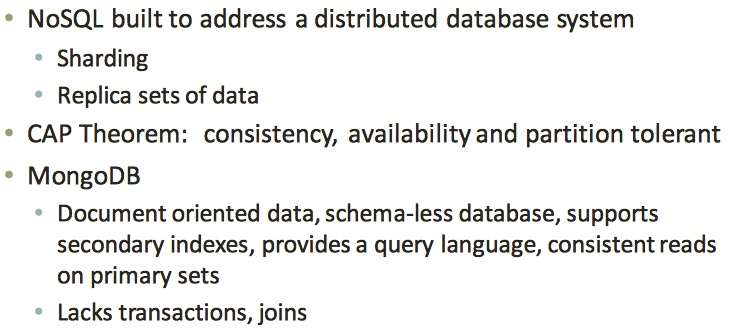 • NoSQL built to address a distributed database system
• Sharding
• Replica sets of data
• CAP Theorem: consistency, availability and partition tolerant
• MongoDB
• Document oriented data, schema-less database, supports
secondary indexes, provides a query language, consistent reads
on primary sets
• Lacks transactions, joins